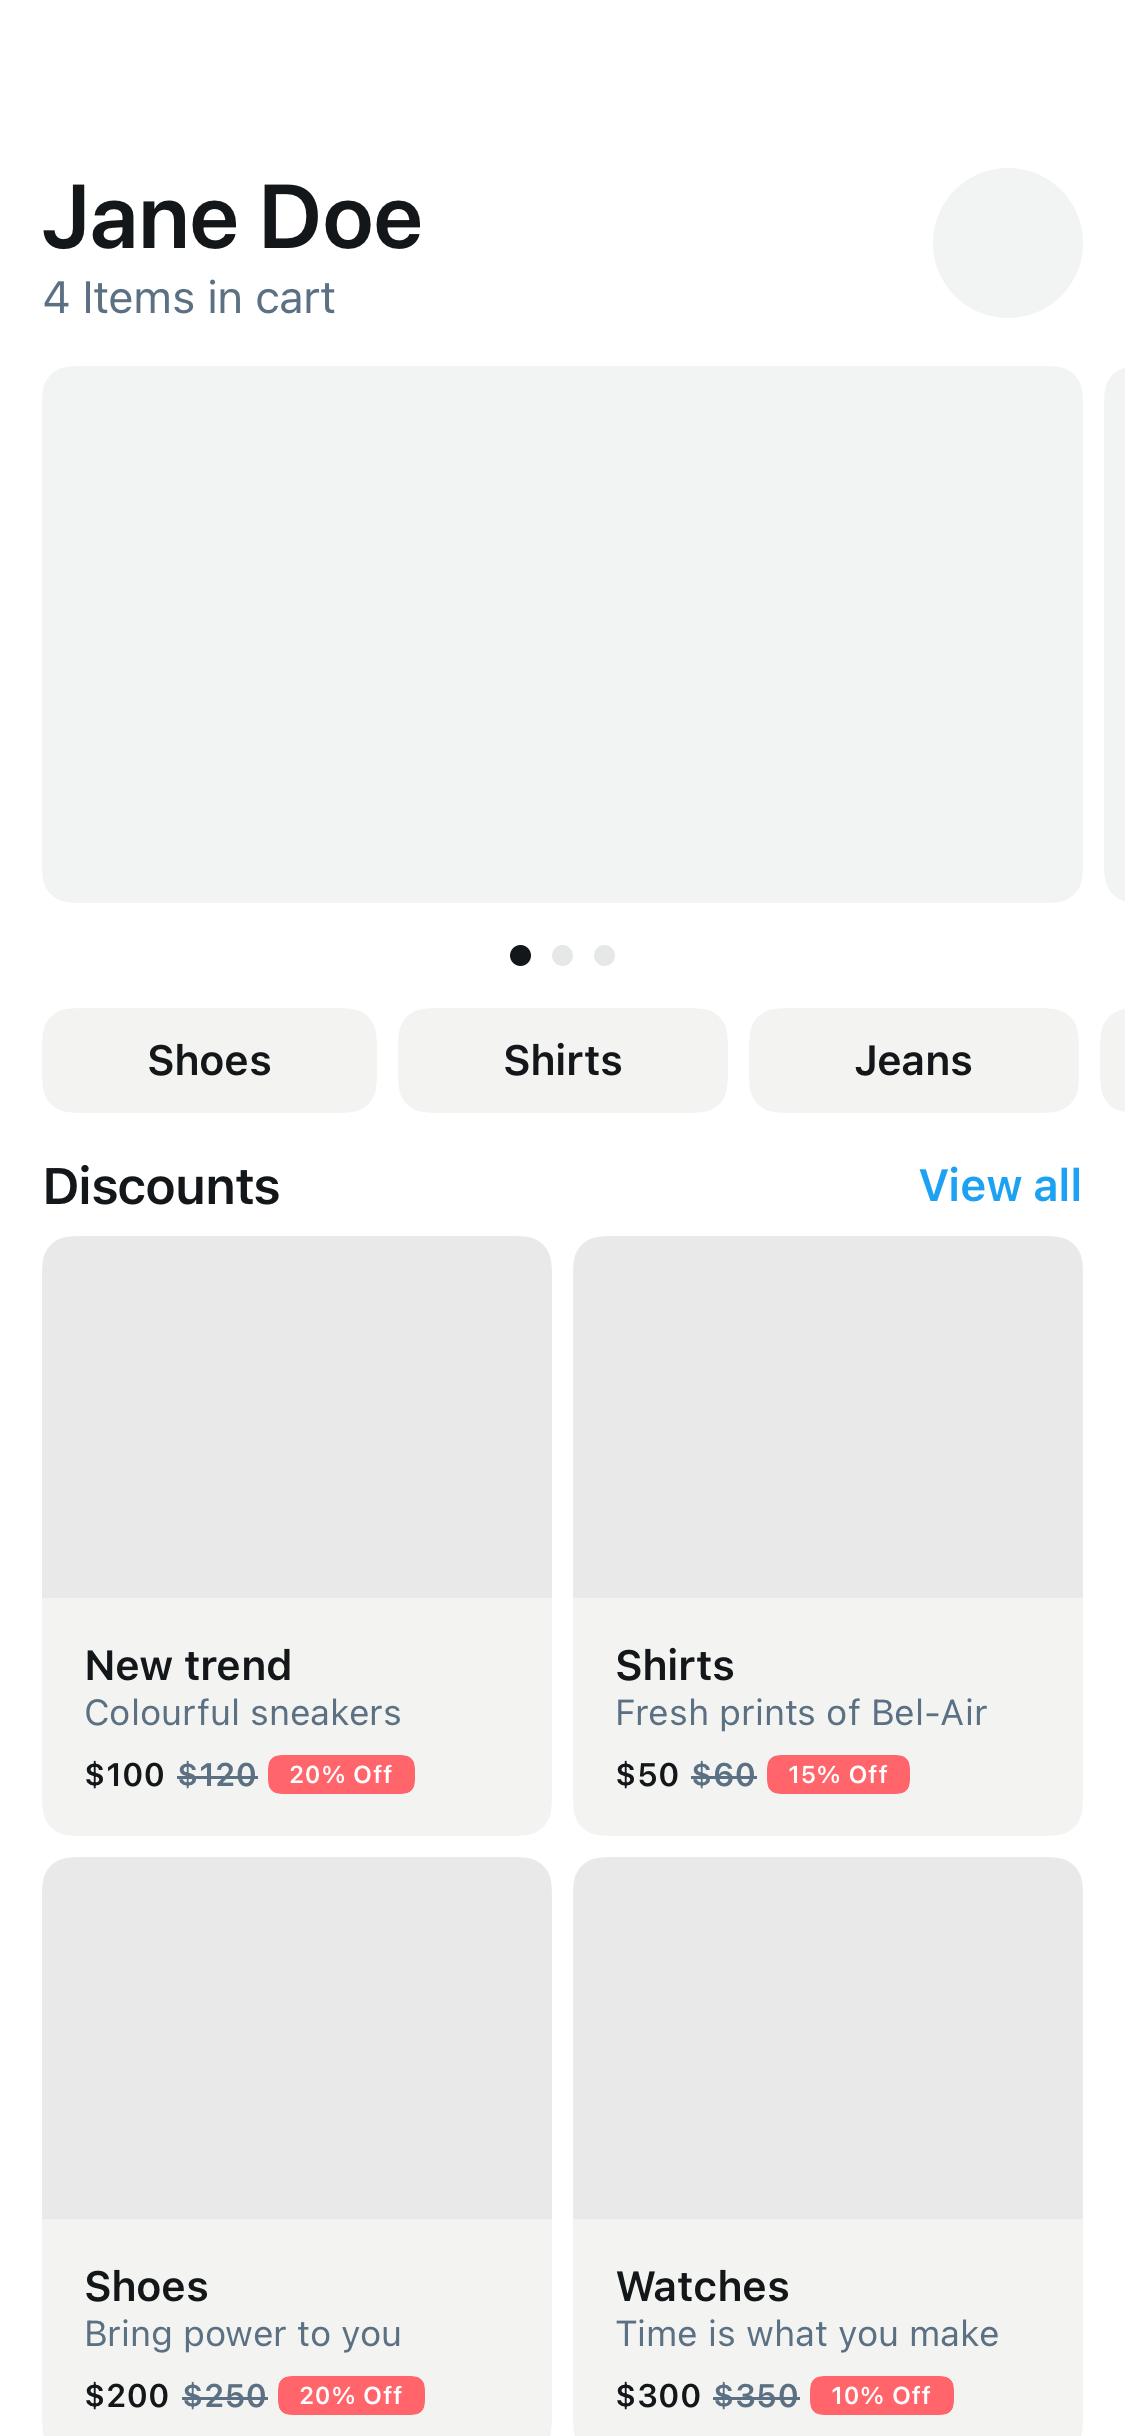 Jane Doe
4 Items in cart
Shoes
Shirts
Jeans
Discounts
View all
New trend
Colourful sneakers
$100 $120 20% Off
Shirts
Fresh prints of Bel-Air
$50 $60 15% Off
Shoes
Bring power to you
$200 $250 20% Off
Watches
Time is what you make
$300 $350 10% Off